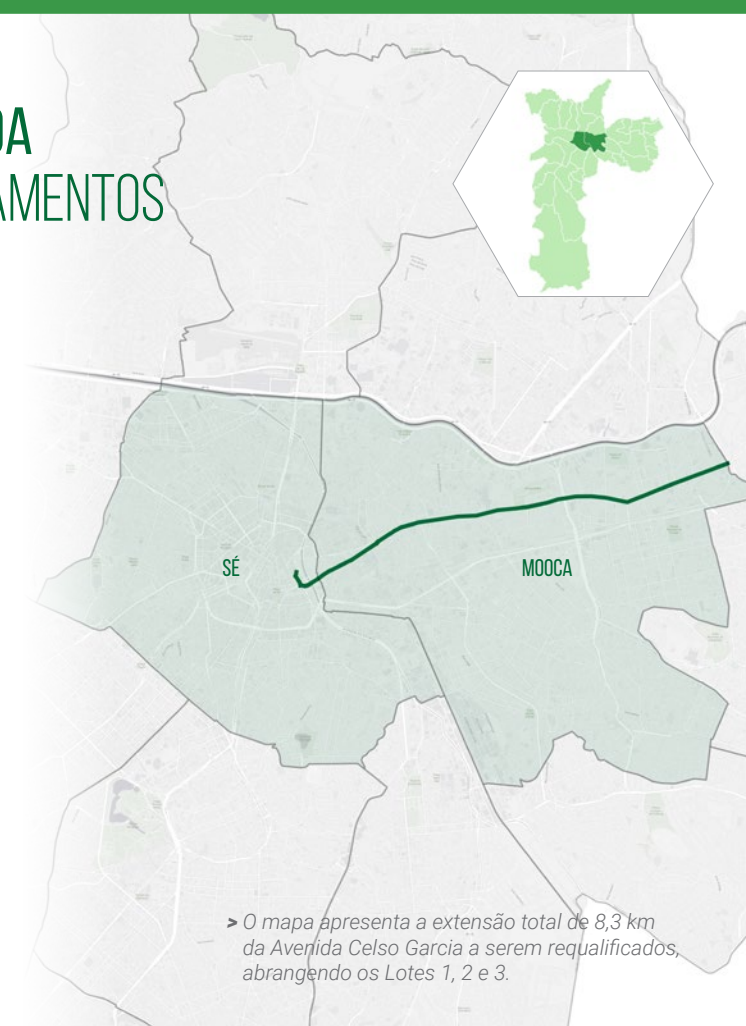 DA
AMENTOS
SÉ
MOOCA
> O mapa apresenta a extensão total de 8,3 km
da Avenida Celso Garcia a serem requalificados,
abrangendo os Lotes 1, 2 e 3.